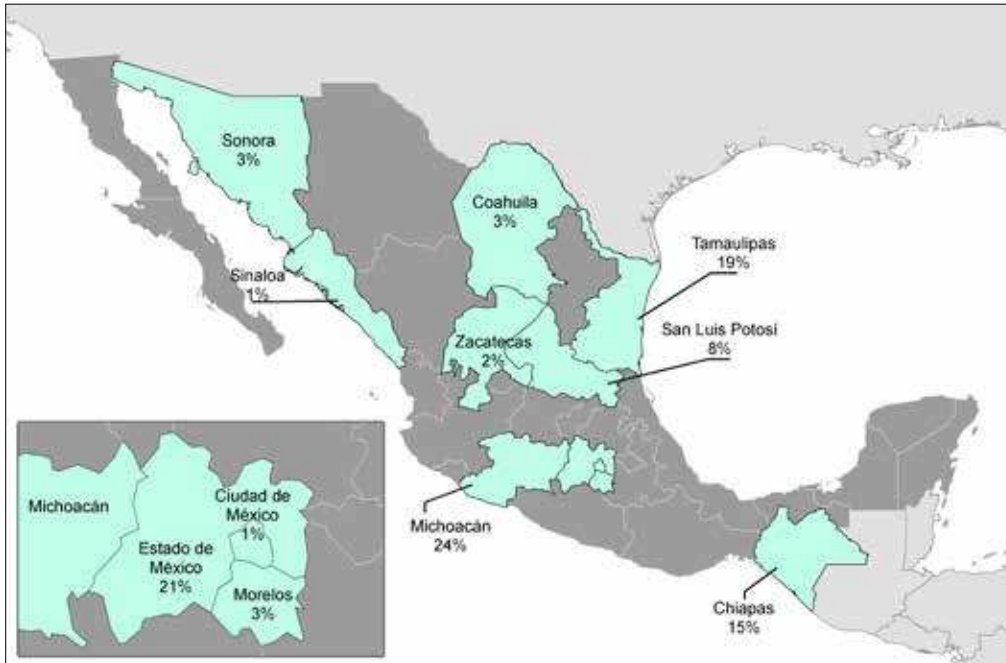 Sonora
3%
Coahuila
3%
Tamaulipas
19%
Sinaloa
1%
San Luis Potosí
8%
Zacatecas
2%
Michoacán
24%
Chiapas
15%
Michoacán
Ciudad de
México
1%
Estado de
México
21%
Morelos
3%